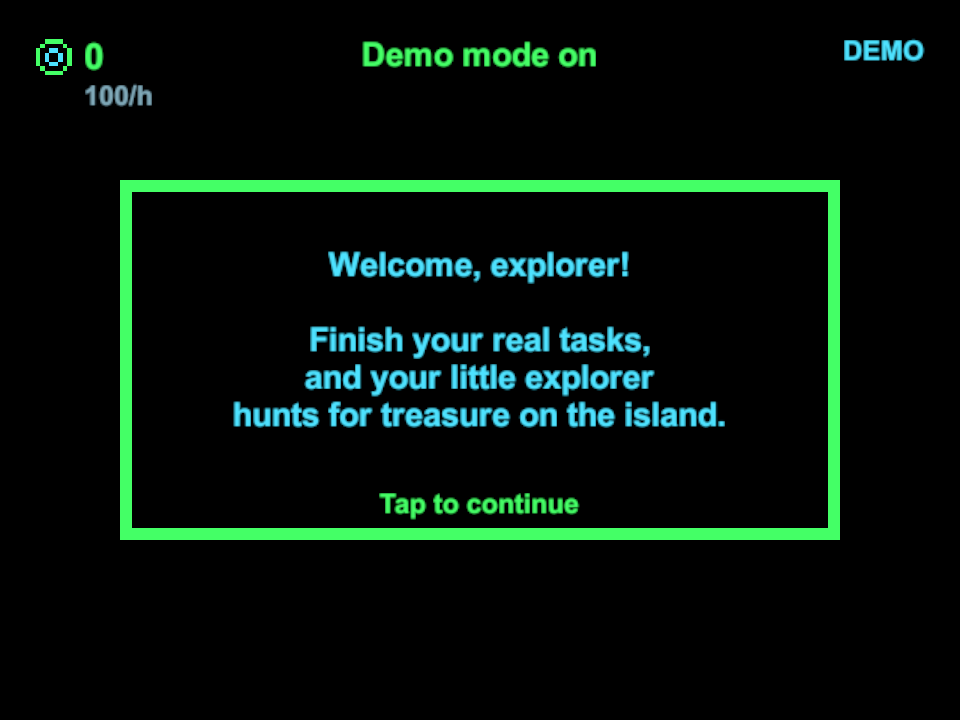 0
Demo mode on
DEMO
100/h
Welcome, explorer!
Finish your real tasks,
and your little explorer
hunts for treasure on the island.
Tap to continue